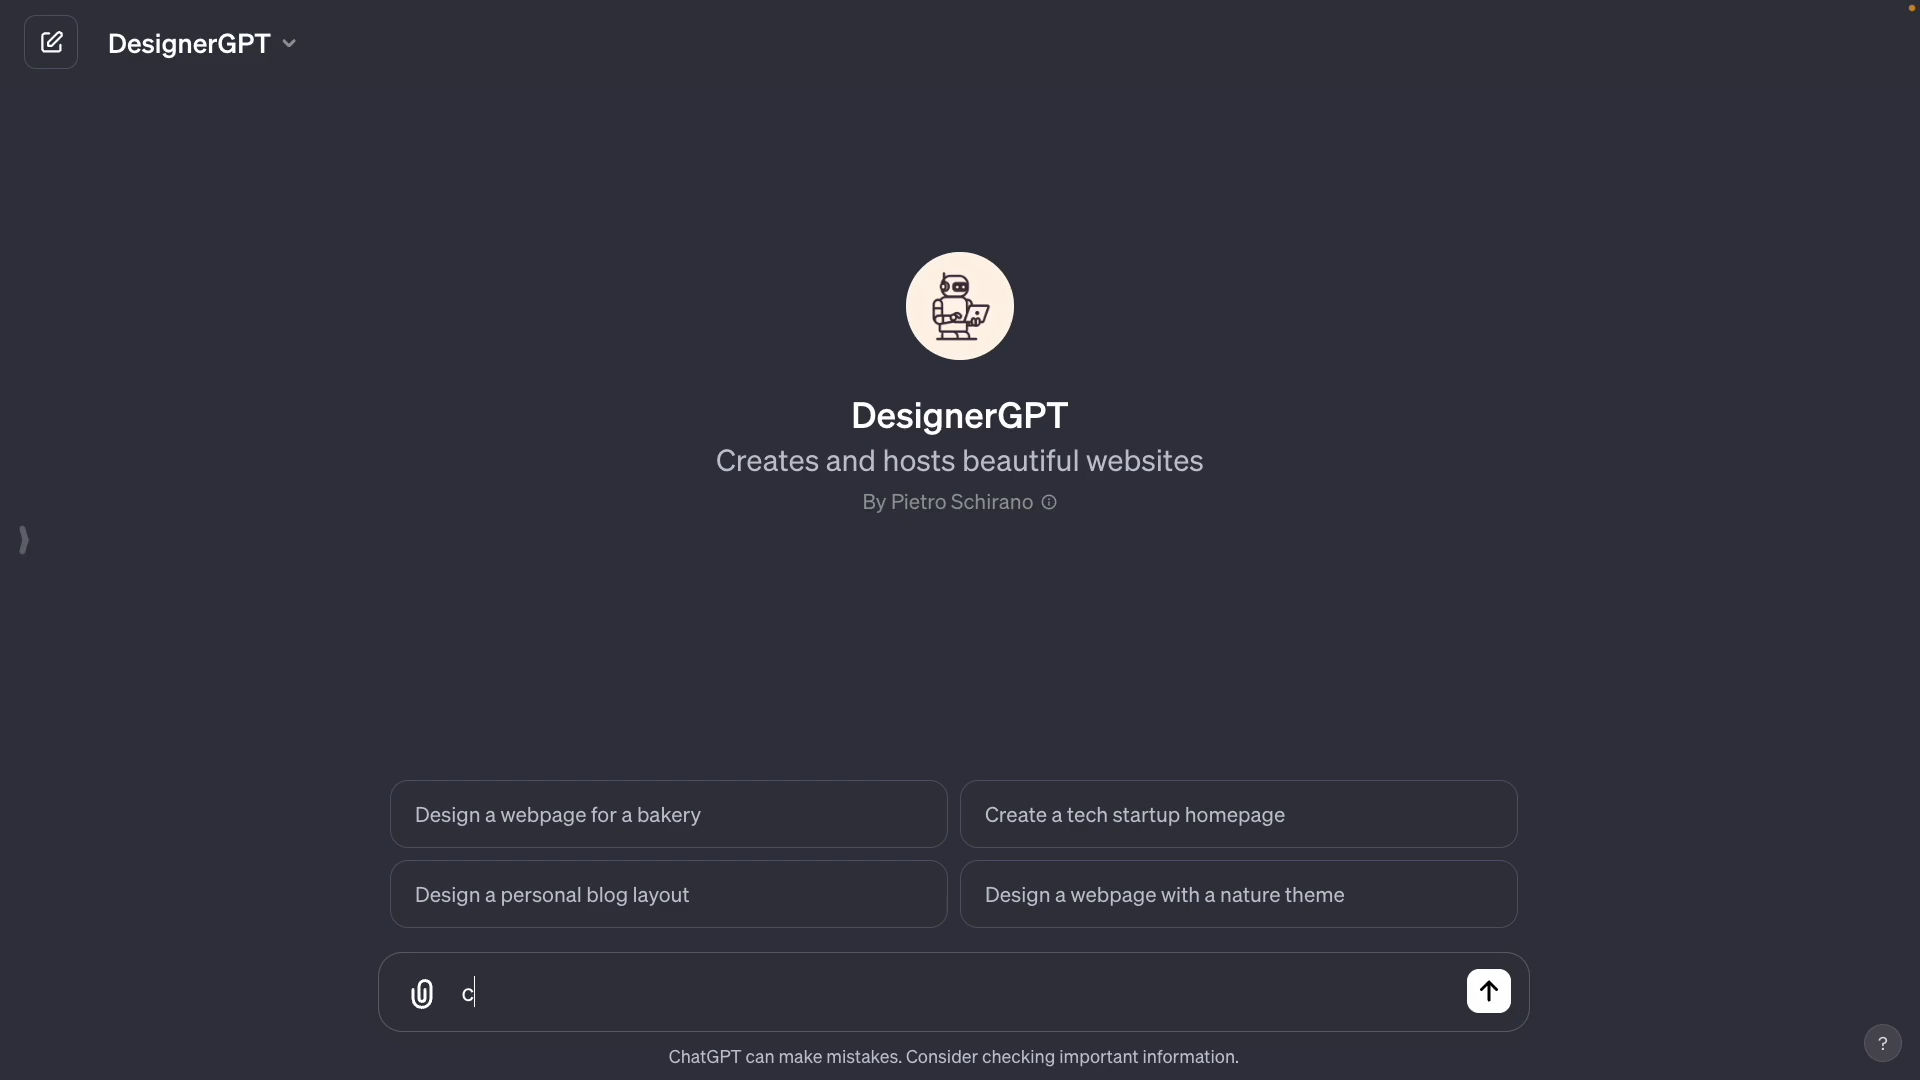 DesignerGPT
DesignerGPT
Creates and hosts beautiful websites
By Pietro Schirano
Design a webpage for a bakery
Create a tech startup homepage
Design a personal blog layout
Design a webpage with a nature theme
c
ChatGPT can make mistakes. Consider checking important information.
?